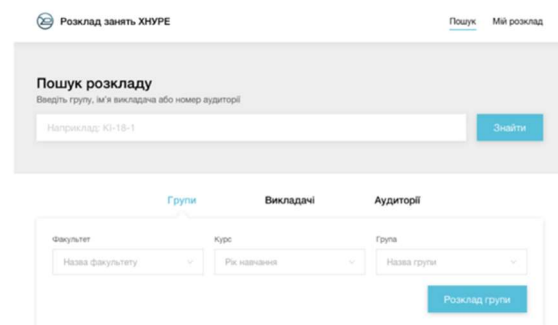 Розклад занять ХНУРЕ
Пошук Мій розклад
Пошук розкладу
Введіть групу, ім'я викладача або номер аудиторії
Наприклад: КІ-18-1 Знайти
Групи Викладачі Аудиторії
Факультет Курс Група
Назва факультету Рік навчання Назва групи
Розклад групи